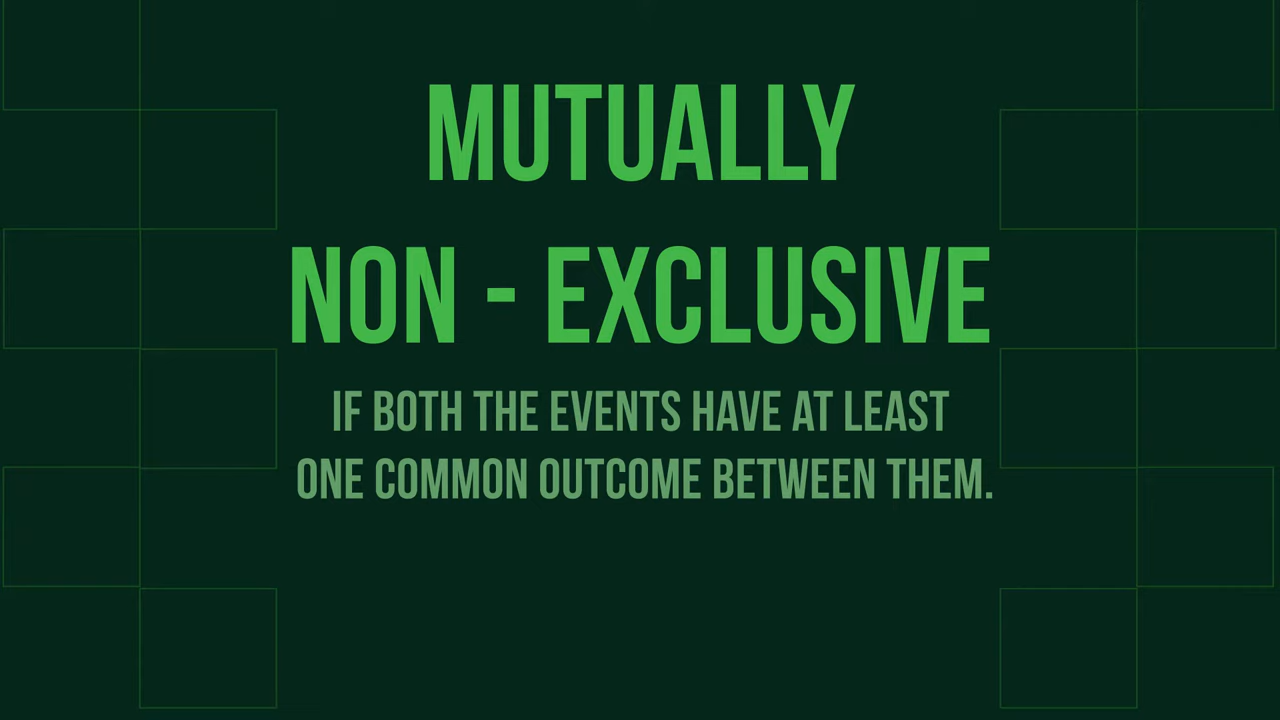 MUTUALLY
NON - EXCLUSIVE
IF BOTH THE EVENTS HAVE AT LEAST
ONE COMMON OUTCOME BETWEEN THEM.